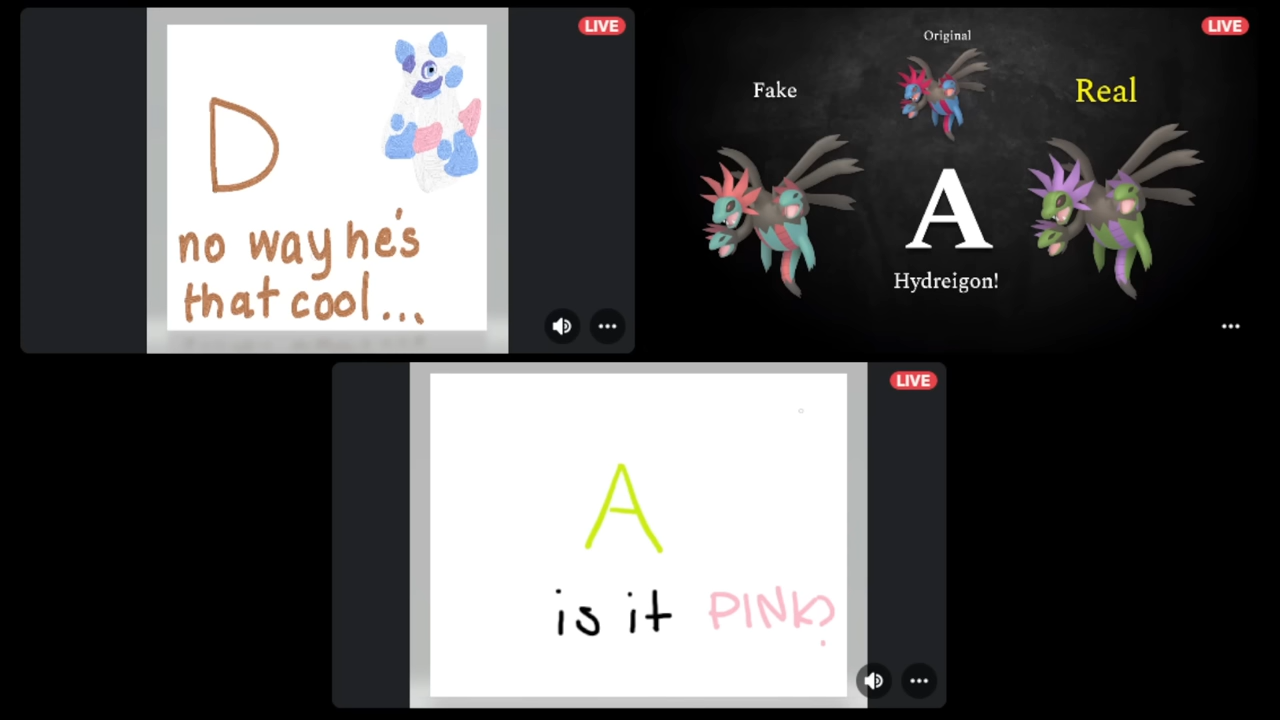 LIVE
D
no way he's
that cool...
LIVE
Original
Fake
Real
A
Hydreigon!
LIVE
A
is it PINK?